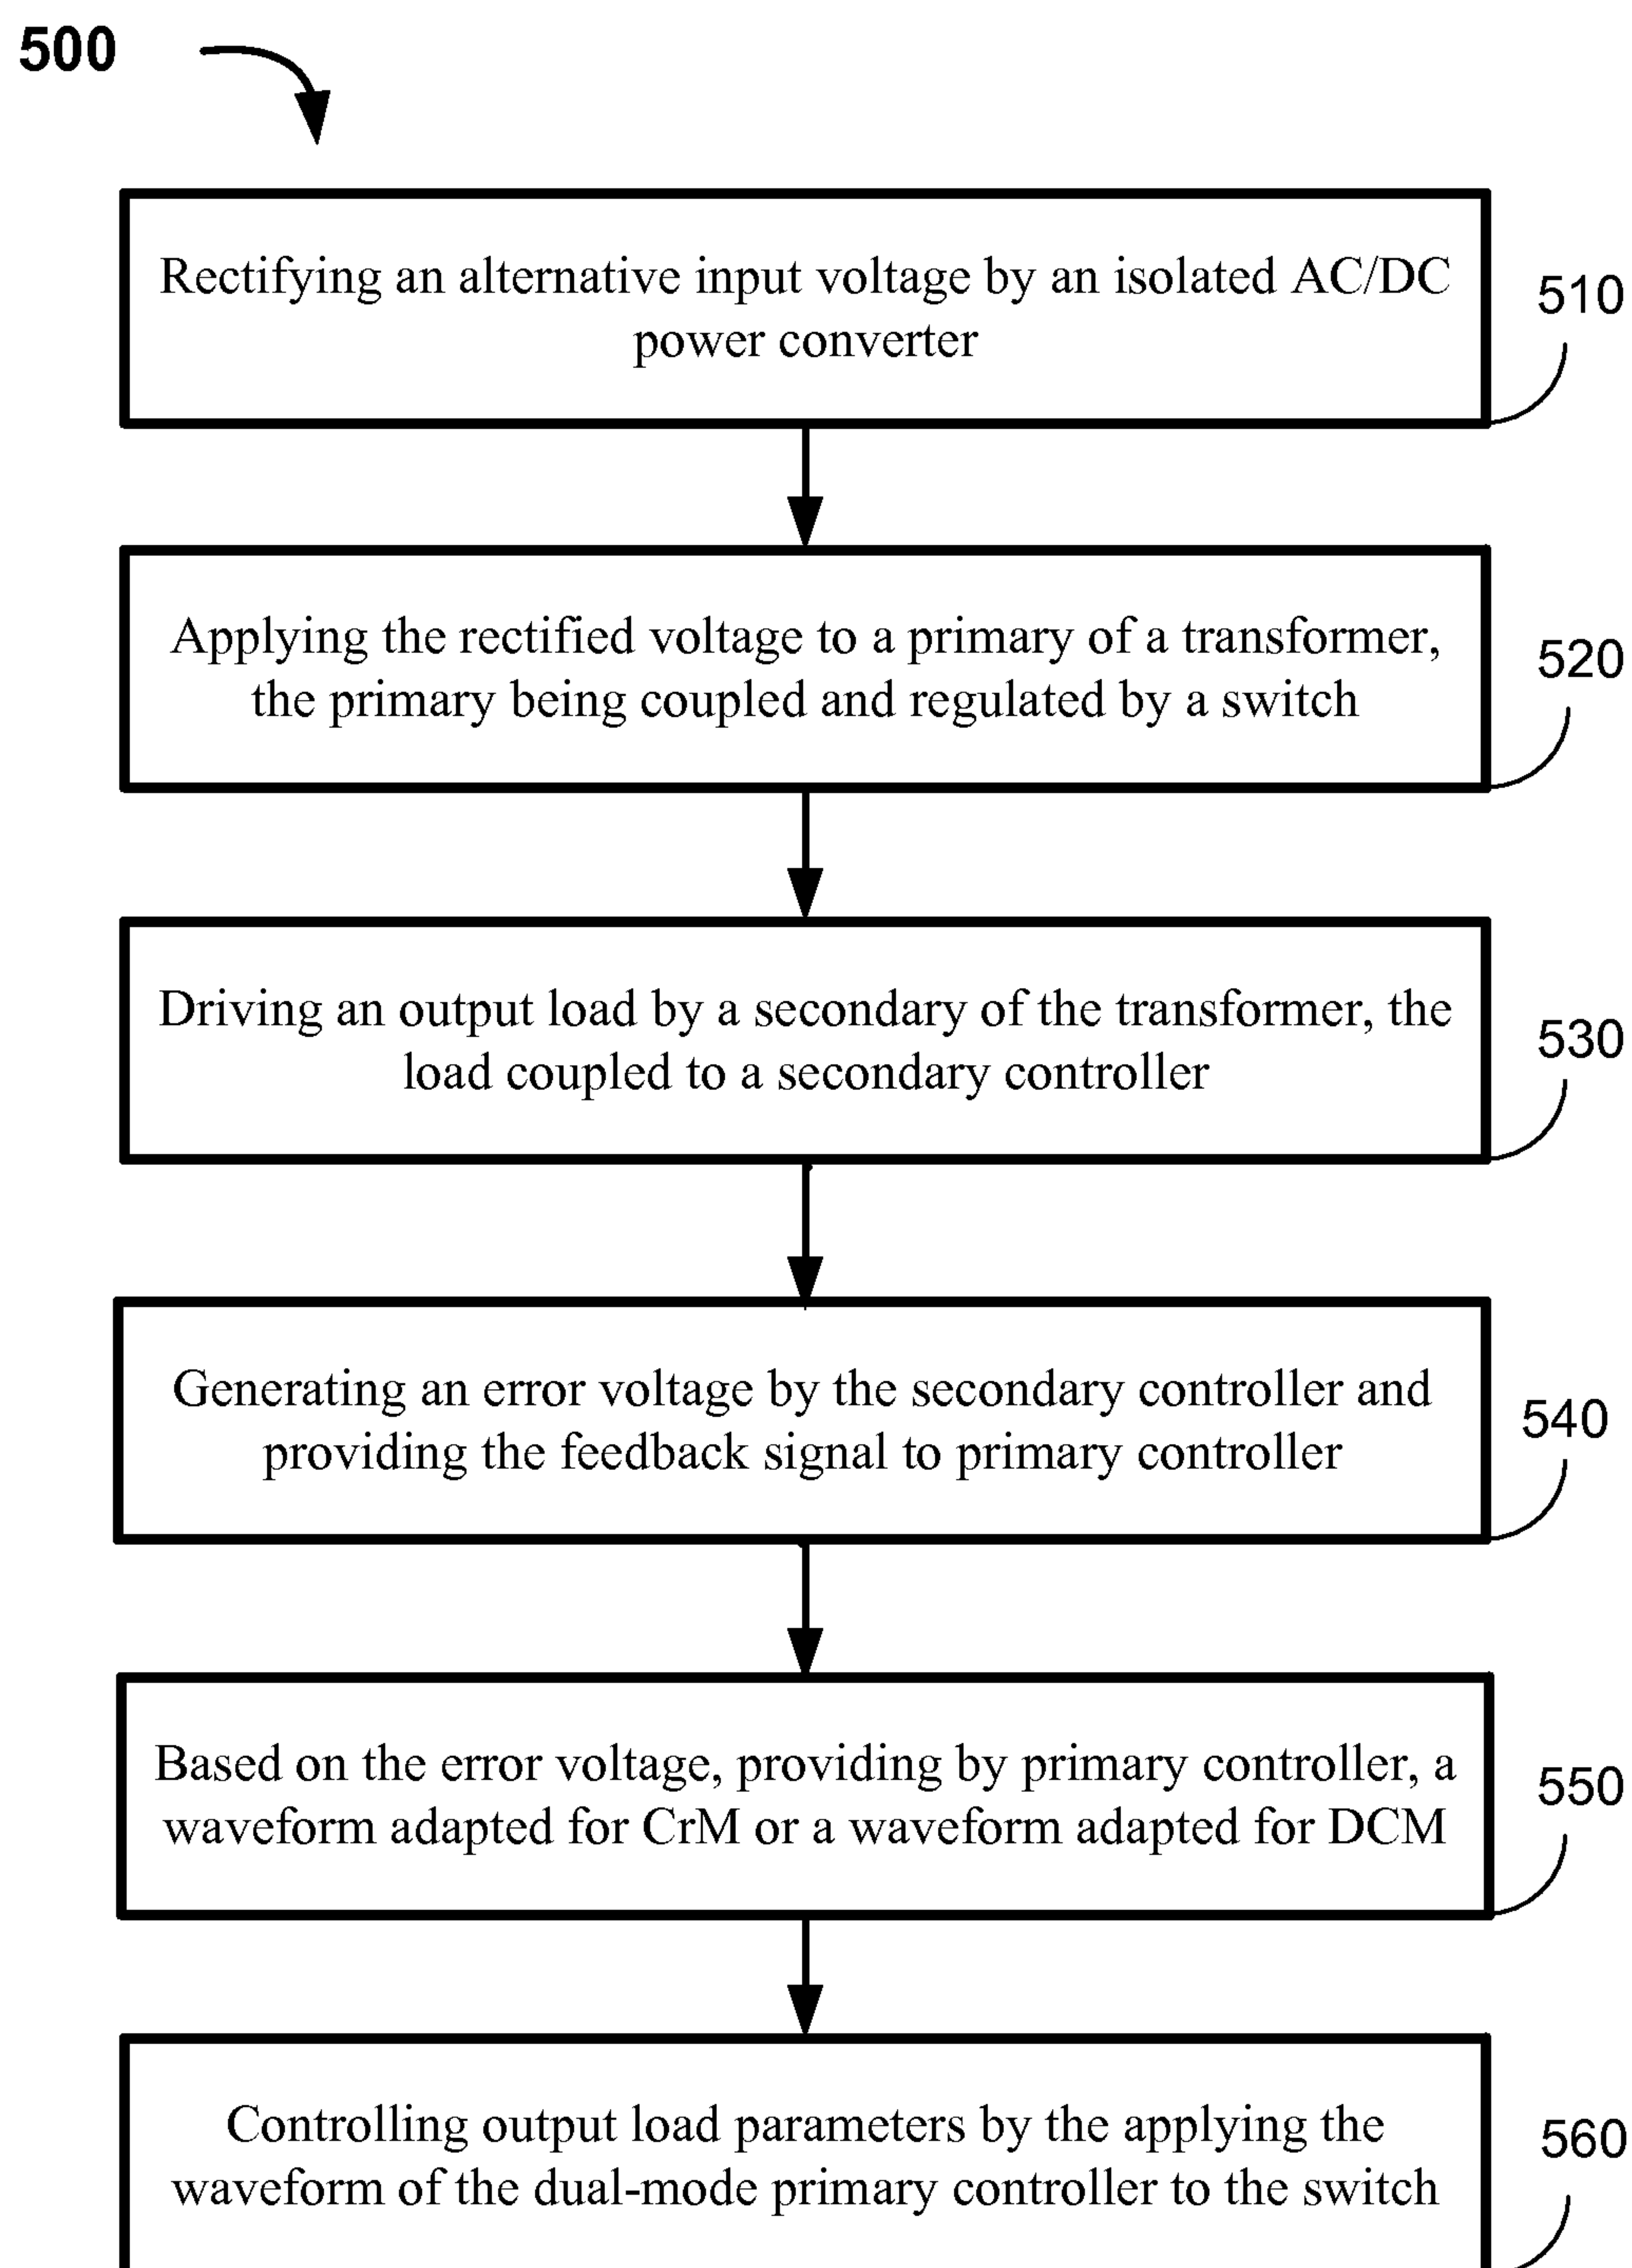 500
Rectifying an alternative input voltage by an isolated AC/DC
power converter
510
Applying the rectified voltage to a primary of a transformer,
the primary being coupled and regulated by a switch
520
Driving an output load by a secondary of the transformer, the
load coupled to a secondary controller
530
Generating an error voltage by the secondary controller and
providing the feedback signal to primary controller
540
Based on the error voltage, providing by primary controller, a
waveform adapted for CrM or a waveform adapted for DCM
550
Controlling output load parameters by the applying the
waveform of the dual-mode primary controller to the switch
560